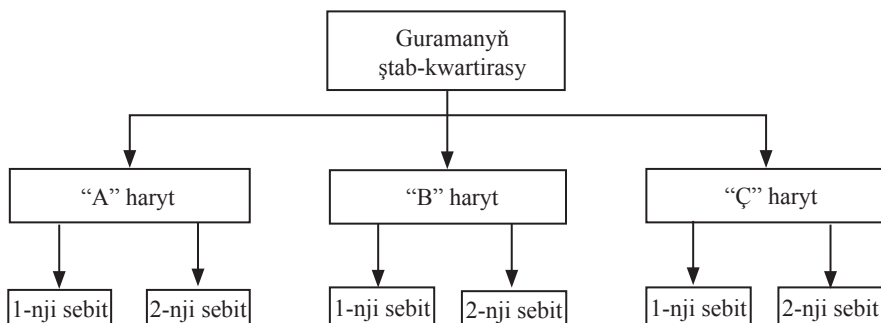 Guramanyň
ştab-kwartirasy
“A” haryt
“B” haryt
“Ç” haryt
1-nji sebit
2-nji sebit
1-nji sebit
2-nji sebit
1-nji sebit
2-nji sebit